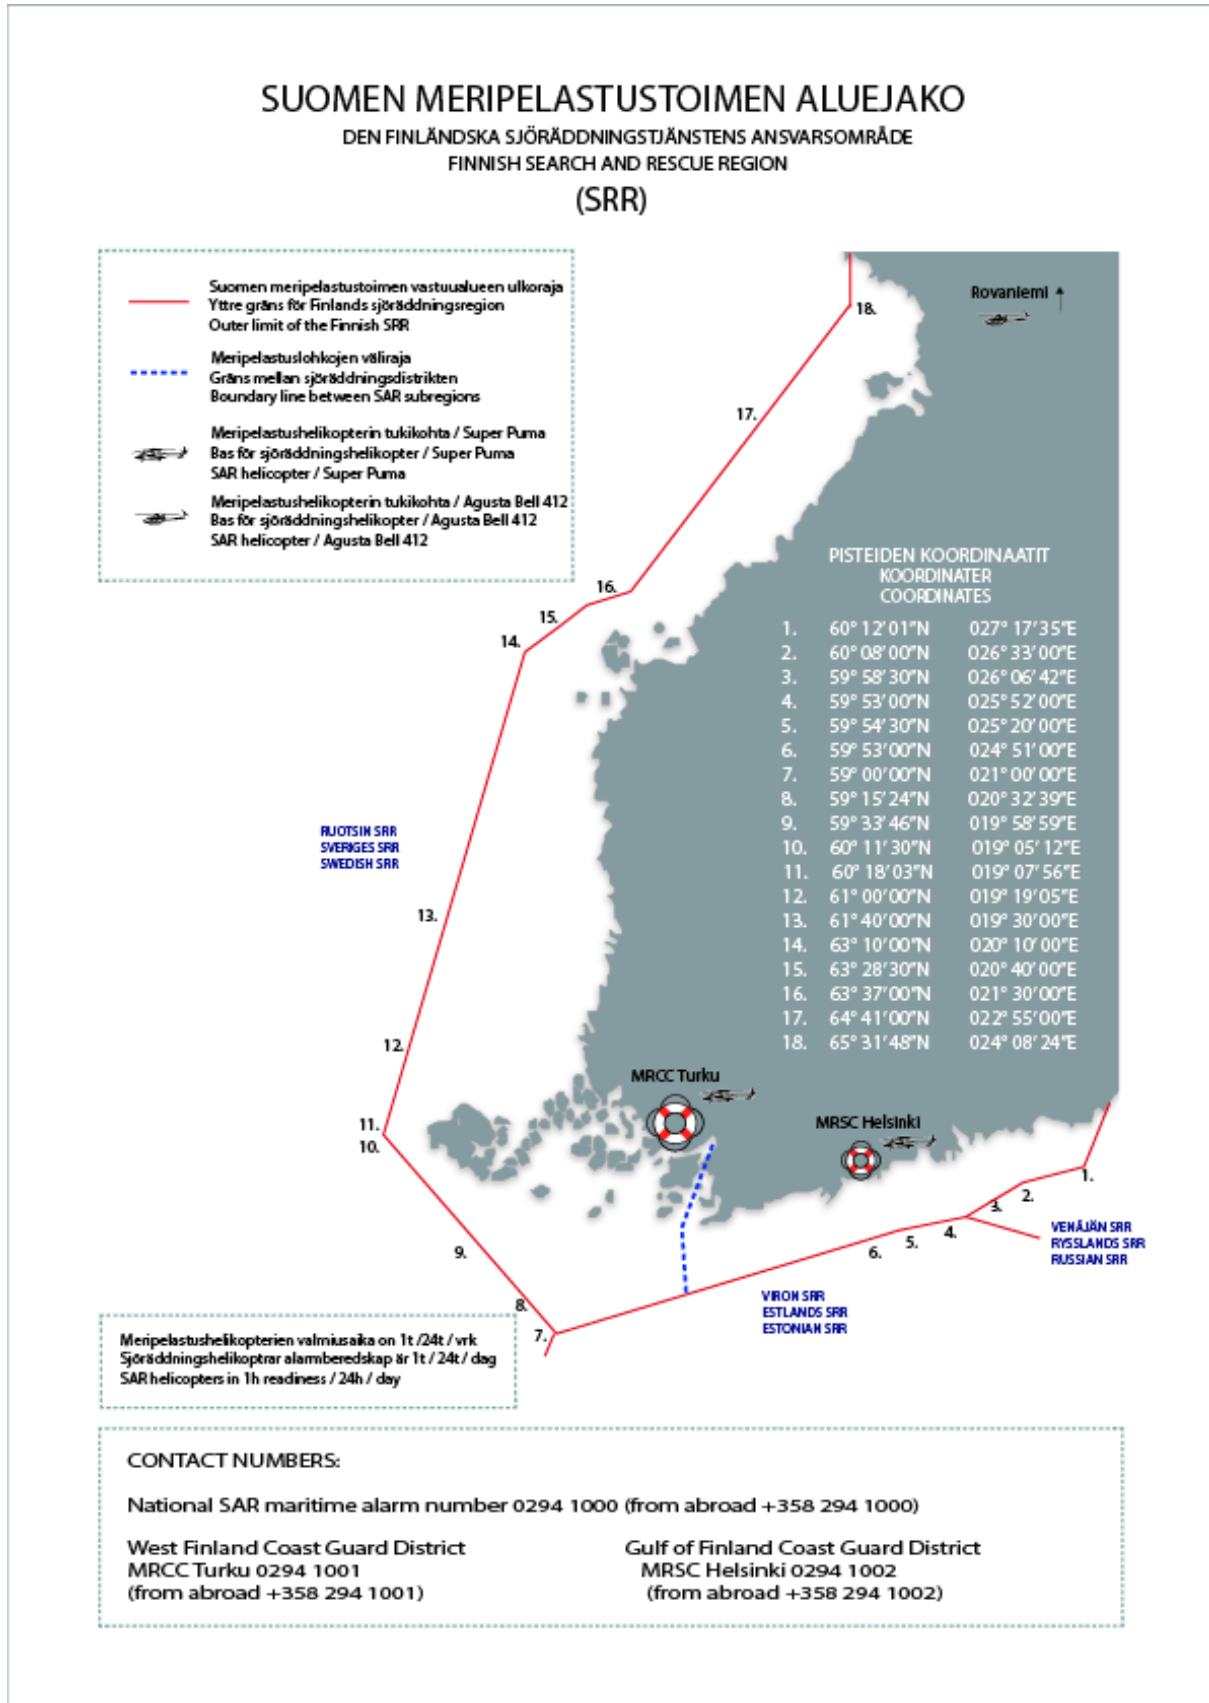 SUOMEN MERIPELASTUSTOIMEN ALUEJAKO
DEN FINLÄNDSKA SJÖRÄDDNINGSTJÄNSTENS ANSVARSOMRÅDE
FINNISH SEARCH AND RESCUE REGION
(SRR)
Suomen meripelastustoimen vastuualueen ulkoraja
Yttre gräns för Finlands sjöräddningsregion
Outer limit of the Finnish SRR
Meripelastuslohkojen väliraja
Gräns mellan sjöräddningsdistrikten
Boundary line between SAR subregions
Meripelastushelikopterin tukikohta / Super Puma
Bas för sjöräddningshelikopter / Super Puma
SAR helicopter / Super Puma
Meripelastushelikopterin tukikohta / Agusta Bell 412
Bas för sjöräddningshelikopter / Agusta Bell 412
SAR helicopter / Agusta Bell 412
Rovaniemi
18.
17.
16.
15.
14.
PISTEIDEN KOORDINAATIT
KOORDINATER
COORDINATES
1. 60° 12' 01"N 027° 17' 35"E
2. 60° 08' 00"N 026° 33' 00"E
3. 59° 58' 30"N 026° 06' 42"E
4. 59° 53' 00"N 025° 52' 00"E
5. 59° 54' 30"N 025° 20' 00"E
6. 59° 53' 00"N 024° 51' 00"E
7. 59° 00' 00"N 021° 00' 00"E
8. 59° 15' 24"N 020° 32' 39"E
9. 59° 33' 46"N 019° 58' 59"E
10. 60° 11' 30"N 019° 05' 12"E
11. 60° 18' 03"N 019° 07' 56"E
12. 61° 00' 00"N 019° 19' 05"E
13. 61° 40' 00"N 019° 30' 00"E
14. 63° 10' 00"N 020° 10' 00"E
15. 63° 28' 30"N 020° 40' 00"E
16. 63° 37' 00"N 021° 30' 00"E
17. 64° 41' 00"N 022° 55' 00"E
18. 65° 31' 48"N 024° 08' 24"E
RUOTSIN SRR
SVERIGES SRR
SWEDISH SRR
13.
12.
11.
10.
MRCC Turku
MRSC Helsinki
1.
2.
3.
4.
5.
6.
9.
8.
7.
VENÄJÄN SRR
RYSSLANDS SRR
RUSSIAN SRR
VIRON SRR
ESTLANDS SRR
ESTONIAN SRR
Meripelastushelikopterien valmiusaika on 1t /24t / vrk
Sjöräddningshelikoptrar alarmberedskap är 1t / 24t / dag
SAR helicopters in 1h readiness / 24h / day
CONTACT NUMBERS:
National SAR maritime alarm number 0294 1000 (from abroad +358 294 1000)
West Finland Coast Guard District
MRCC Turku 0294 1001
(from abroad +358 294 1001)
Gulf of Finland Coast Guard District
MRSC Helsinki 0294 1002
(from abroad +358 294 1002)